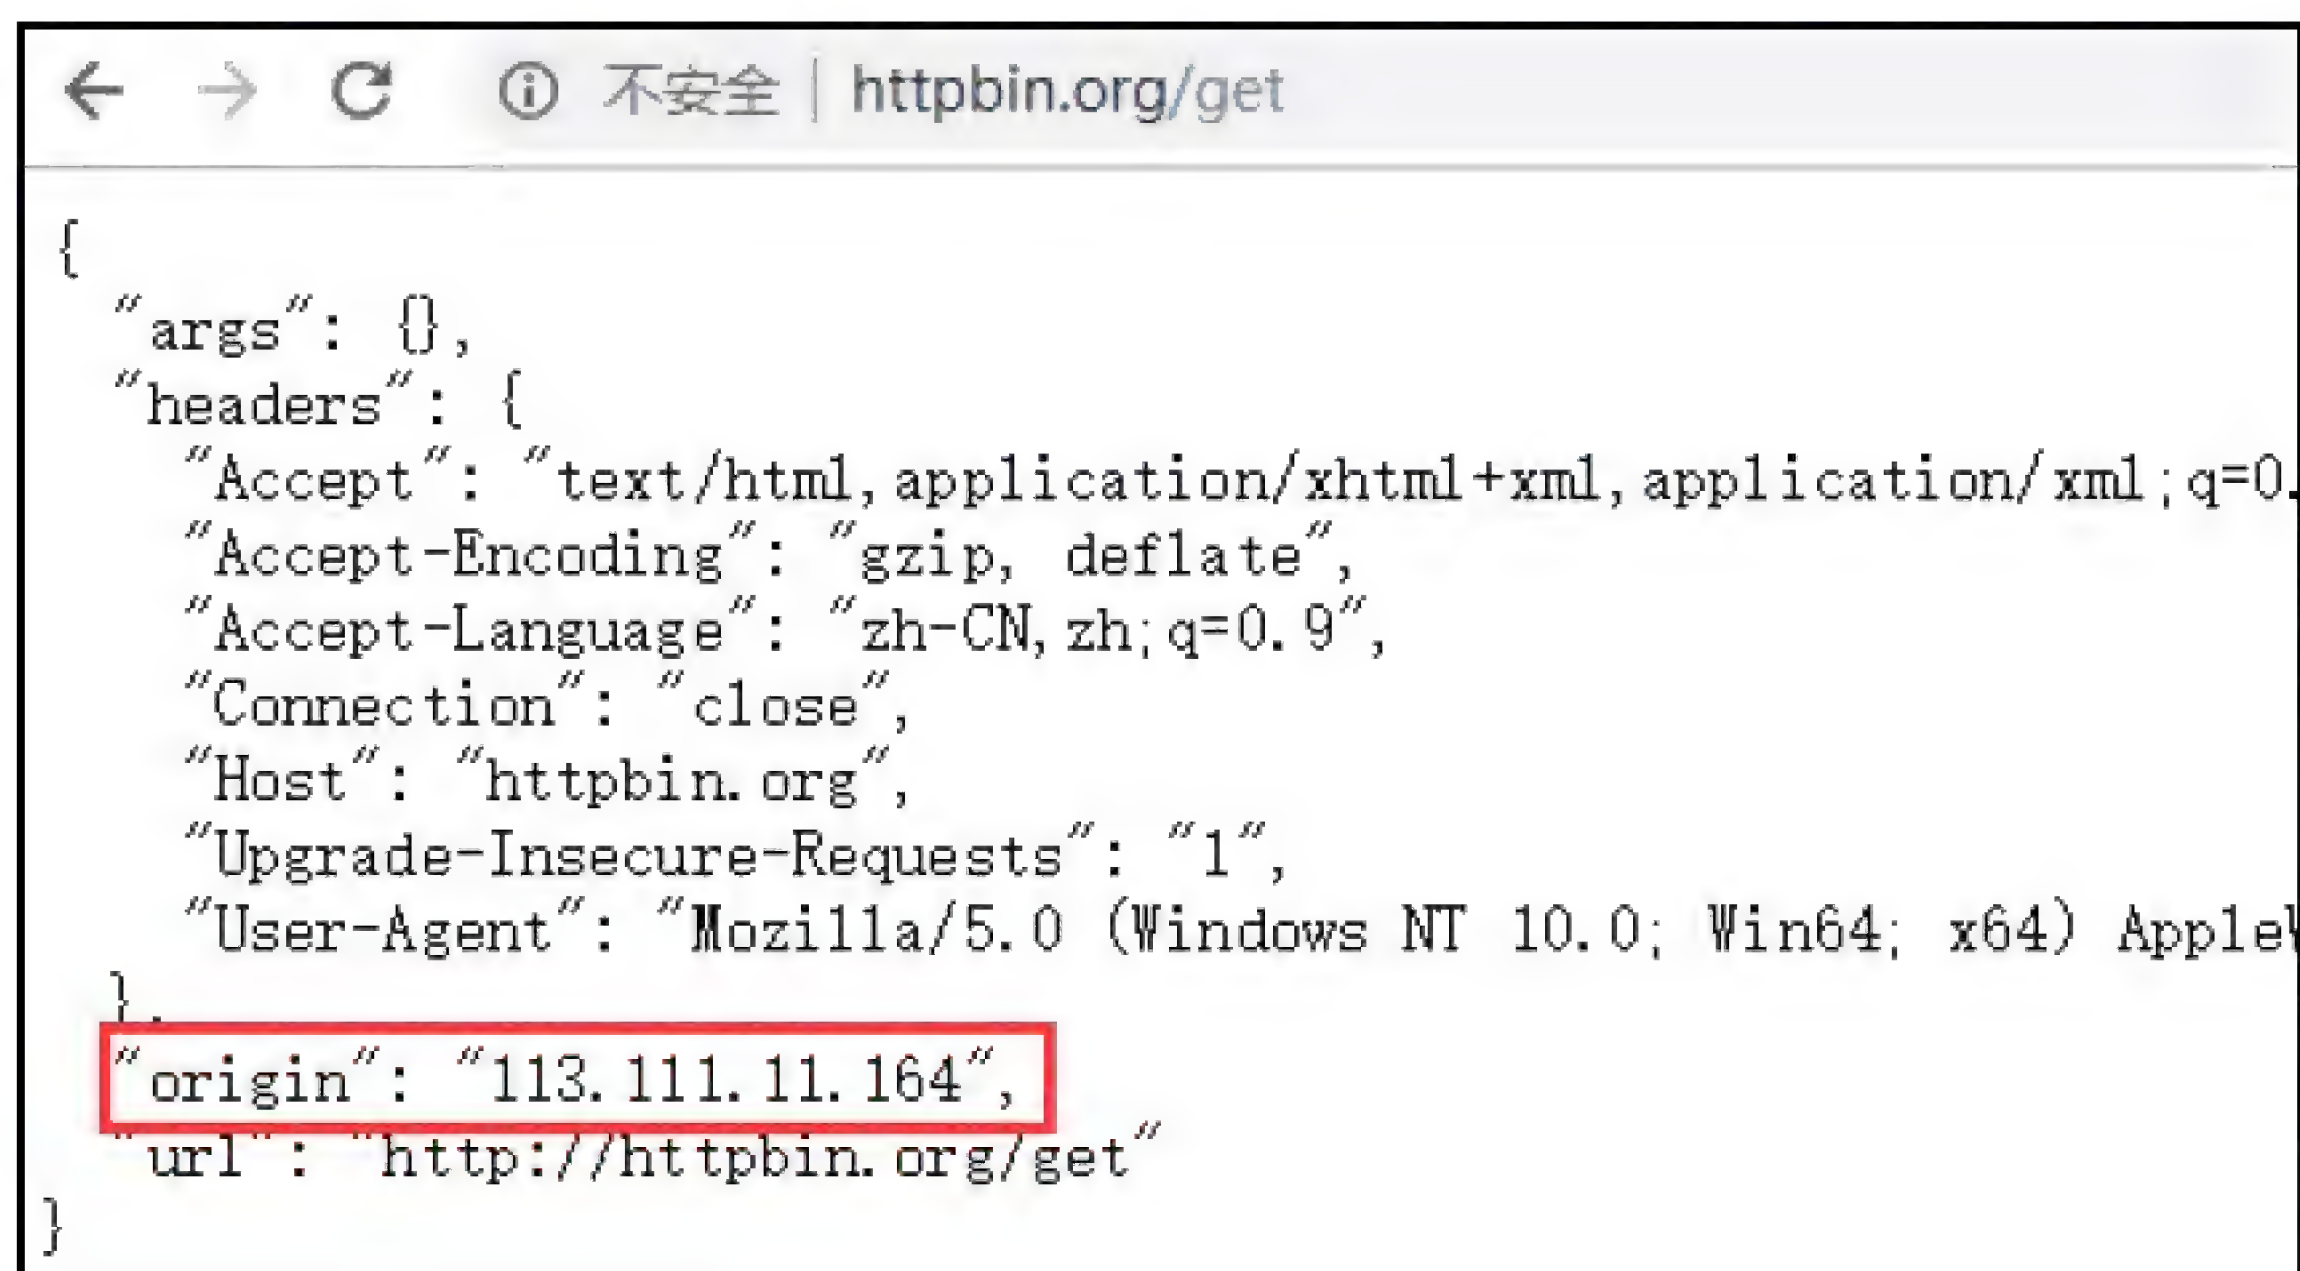 不安全 | httpbin.org/get
{
  "args": {},
  "headers": {
    "Accept": "text/html,application/xhtml+xml,application/xml;q=0.
    "Accept-Encoding": "gzip, deflate",
    "Accept-Language": "zh-CN,zh;q=0.9",
    "Connection": "close",
    "Host": "httpbin.org",
    "Upgrade-Insecure-Requests": "1",
    "User-Agent": "Mozilla/5.0 (Windows NT 10.0; Win64; x64) Apple
  },
  "origin": "113.111.11.164",
  "url": "http://httpbin.org/get"
}